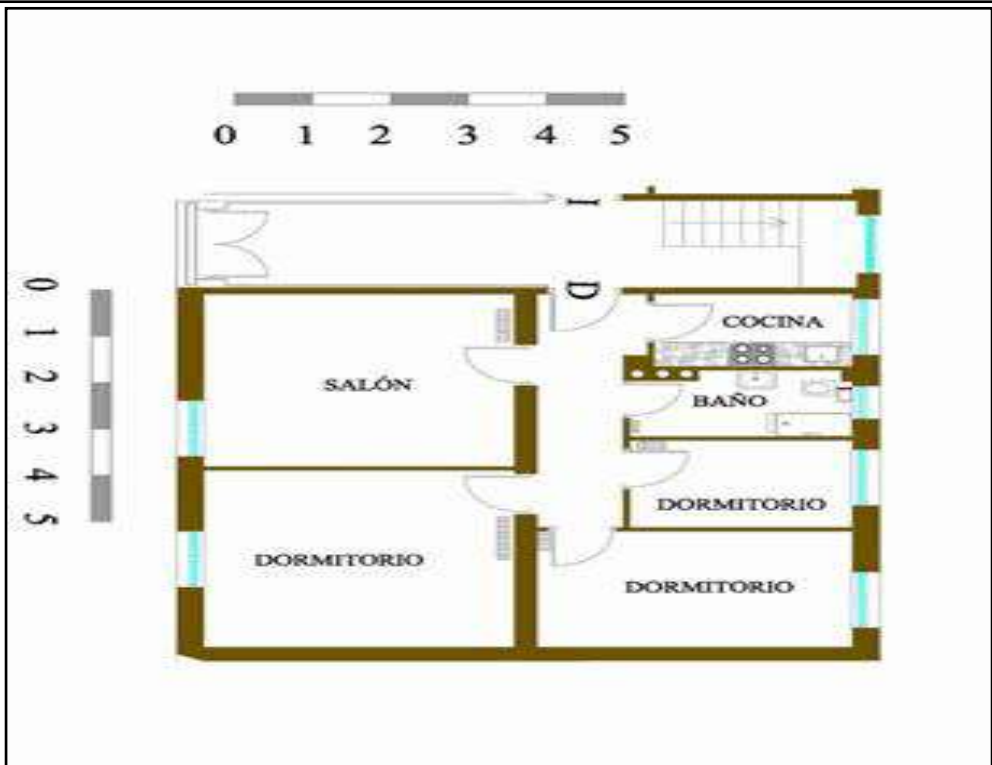 0 1 2 3 4 5
I
D
0
1
2
3
4
5
COCINA
SALÓN
BAÑO
DORMITORIO
DORMITORIO
DORMITORIO